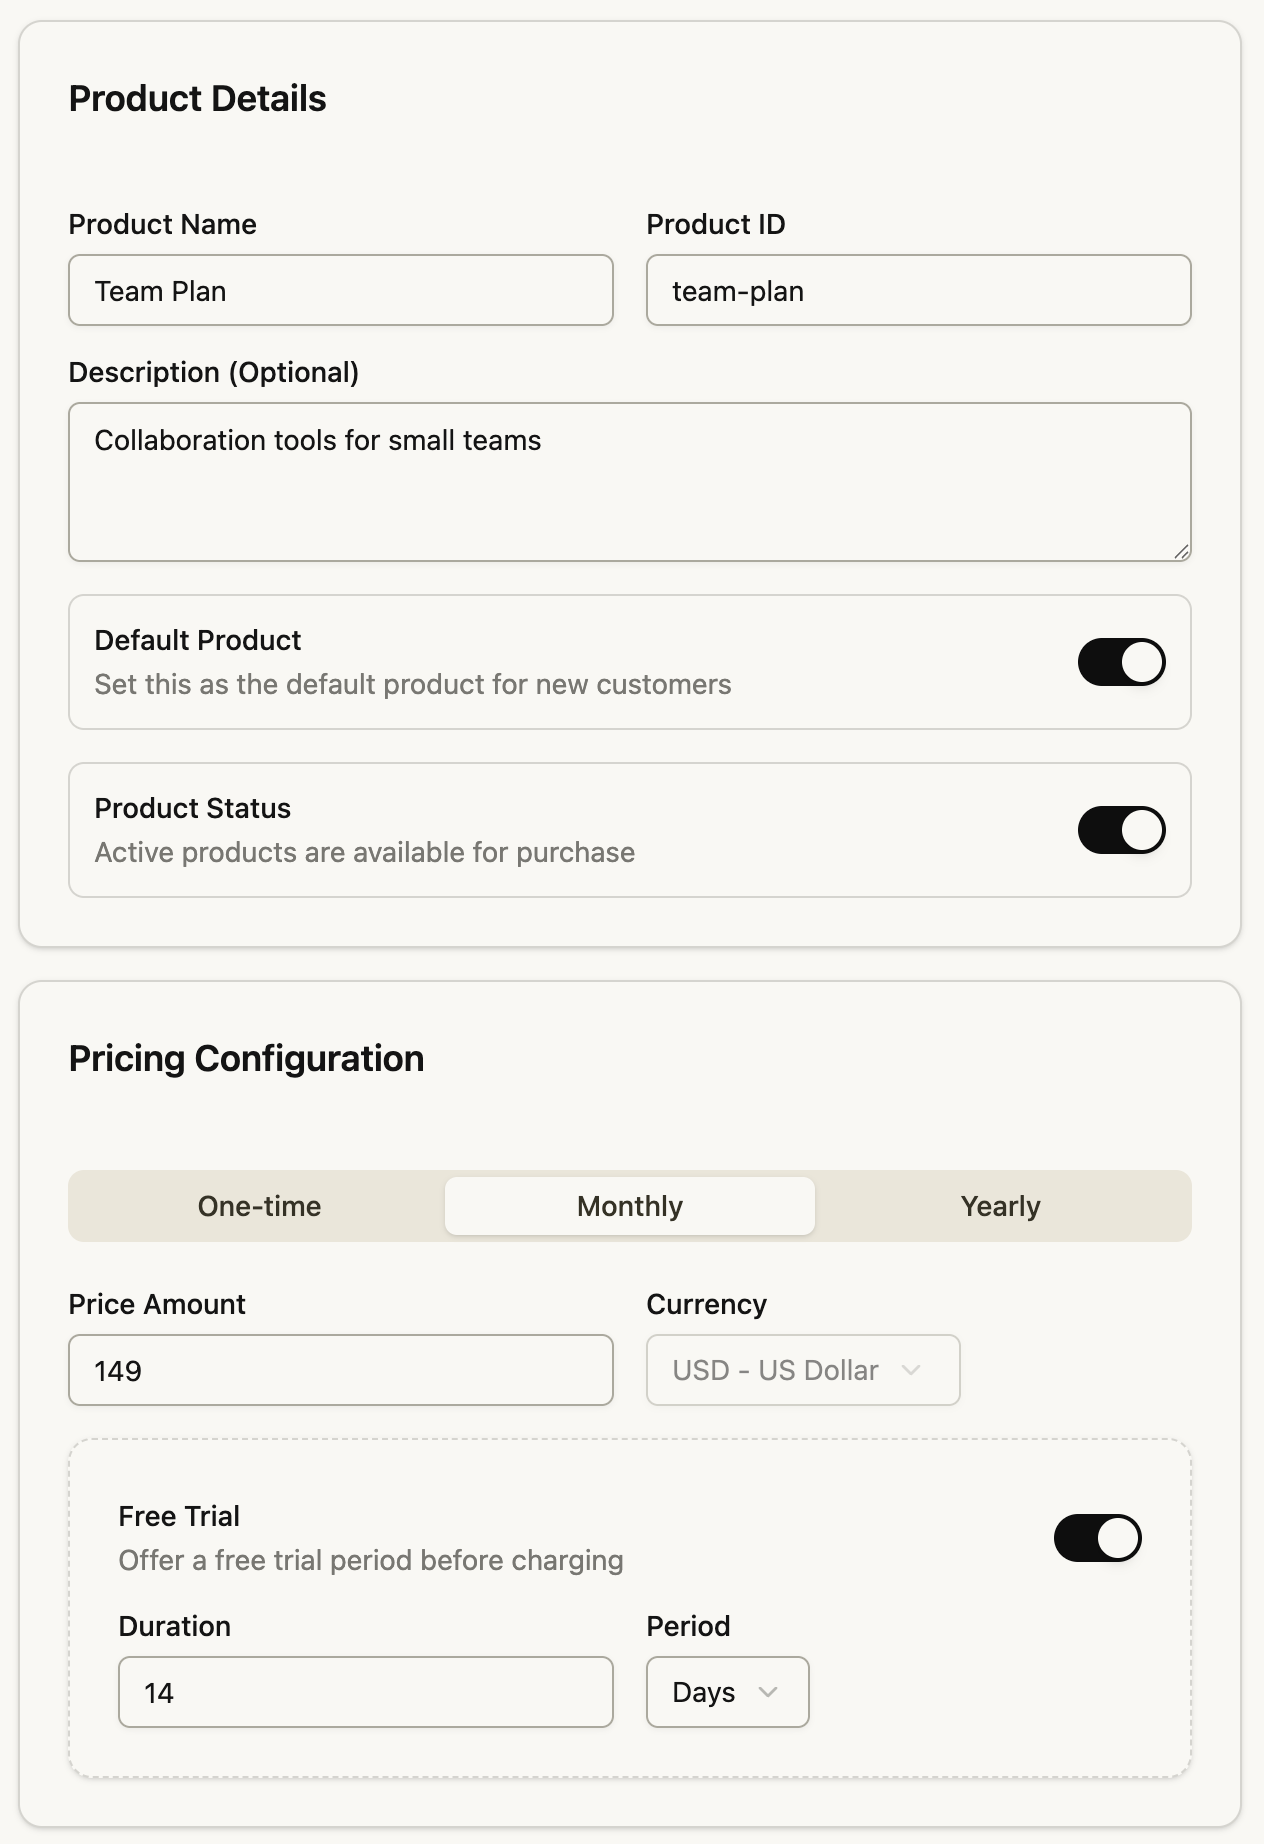 Product Details
Product Name
Product ID
Team Plan
team-plan
Description (Optional)
Collaboration tools for small teams
Default Product
Set this as the default product for new customers
Product Status
Active products are available for purchase
Pricing Configuration
One-time
Monthly
Yearly
Price Amount
Currency
149
USD - US Dollar
Free Trial
Offer a free trial period before charging
Duration
Period
14
Days